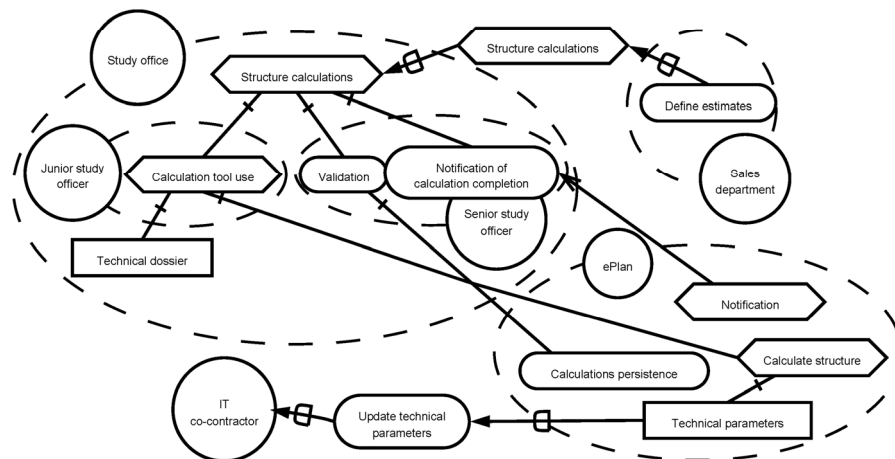 Study office
Structure calculations
Structure calculations
Define estimates
Junior study
officer
Calculation tool use
Validation
Notification of
calculation completion
Sales
department
Senior study
officer
Technical dossier
ePlan
Notification
Calculate structure
Calculations persistence
IT
co-contractor
Update technical
parameters
Technical parameters